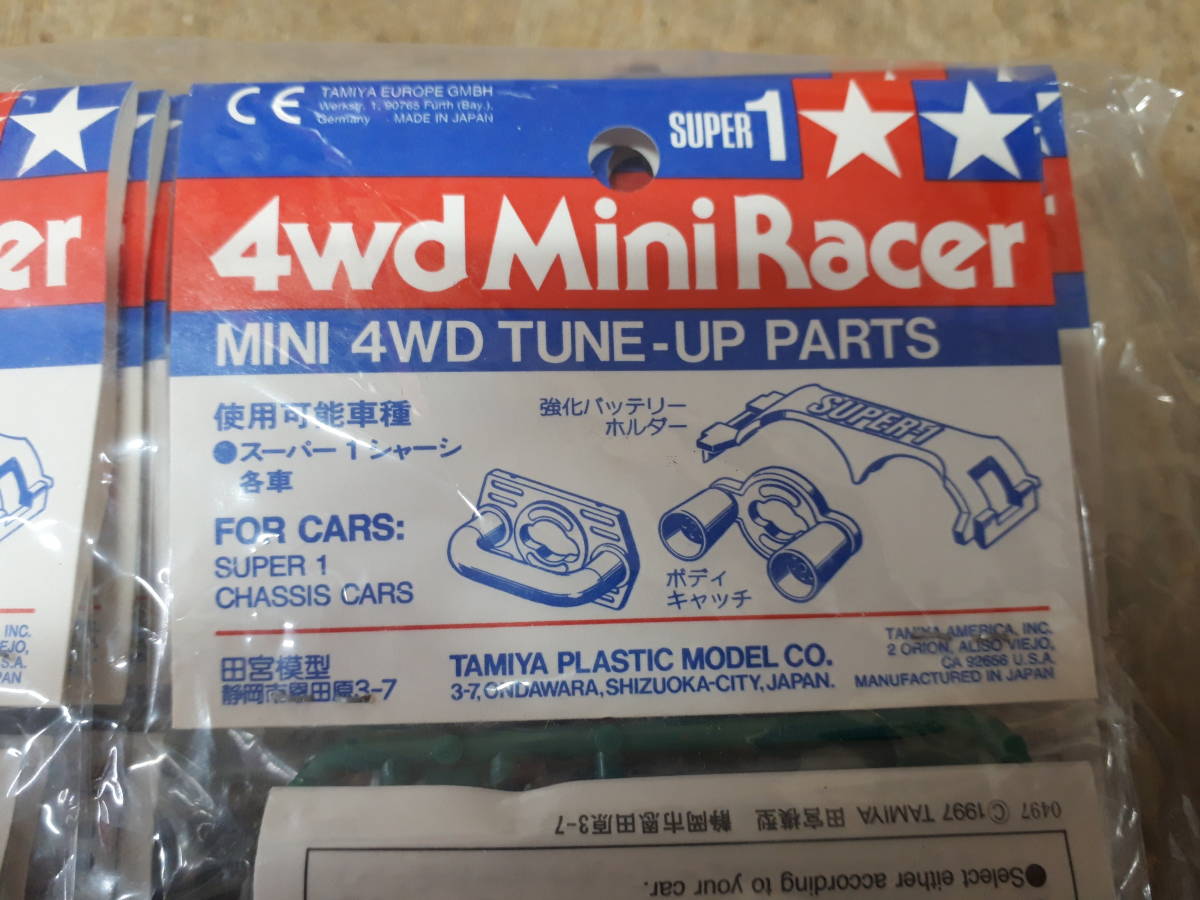 CE
TAMIYA EUROPE GMBH
Werkstr. 1, 90765 Fürth (Bay.),
Germany MADE IN JAPAN
SUPER 1
er
4wd Mini Racer
MINI 4WD TUNE-UP PARTS
使用可能車種
スーパー1シャーシ
各車
FOR CARS:
SUPER 1
CHASSIS CARS
強化バッテリー
ホルダー
SUPER-1
ボディ
キャッチ
INC.
EJO,
S.A.
PAN
田宮模型
静岡市恩田原3-7
TAMIYA PLASTIC MODEL CO.
3-7, ONDAWARA, SHIZUOKA-CITY, JAPAN.
TAMIYA AMERICA, INC.
2 ORION, ALISO VIEJO,
CA 92656 U.S.A.
MANUFACTURED IN JAPAN
0497 © 1997 TAMIYA 田宮模型 静岡市恩田原3-7
●Select either according to your car.